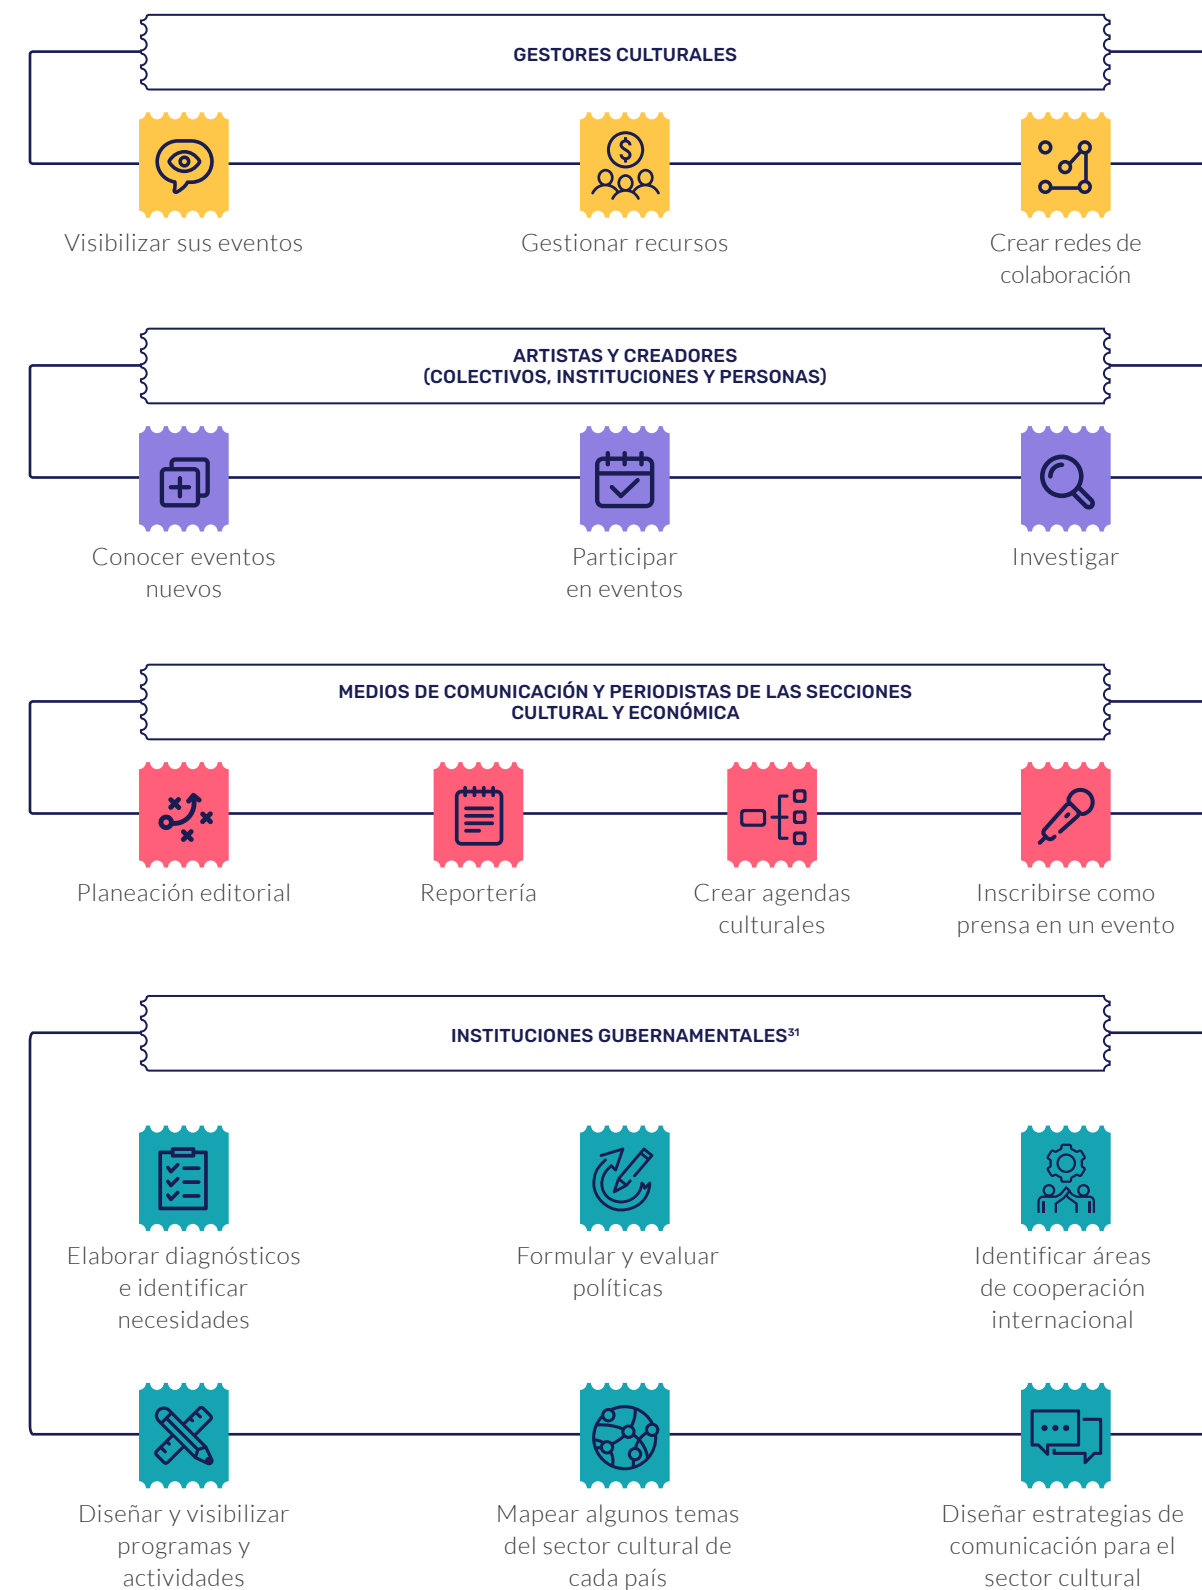 GESTORES CULTURALES
$
Visibilizar sus eventos
Gestionar recursos
Crear redes de
colaboración
ARTISTAS Y CREADORES
(COLECTIVOS, INSTITUCIONES Y PERSONAS)
Conocer eventos
nuevos
Participar
en eventos
Investigar
MEDIOS DE COMUNICACIÓN Y PERIODISTAS DE LAS SECCIONES
CULTURAL Y ECONÓMICA
Planeación editorial
Reportería
Crear agendas
culturales
Inscribirse como
prensa en un evento
INSTITUCIONES GUBERNAMENTALES³¹
Elaborar diagnósticos
e identificar
necesidades
Formular y evaluar
políticas
Identificar áreas
de cooperación
internacional
Diseñar y visibilizar
programas y
actividades
Mapear algunos temas
del sector cultural de
cada país
Diseñar estrategias de
comunicación para el
sector cultural